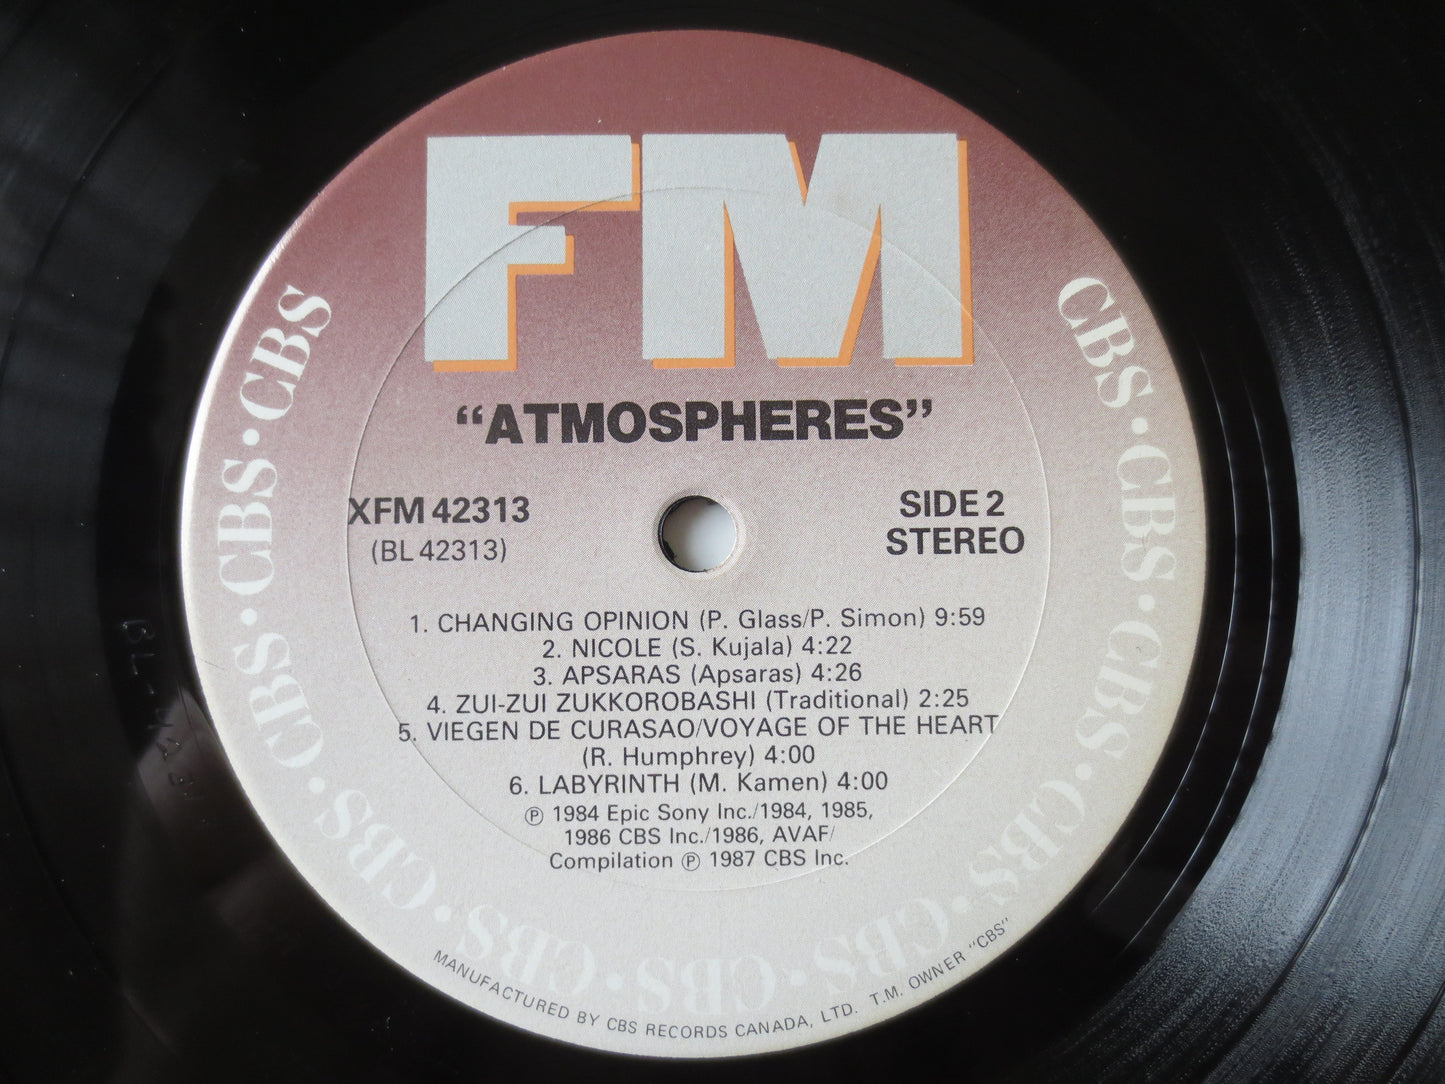 FM
"ATMOSPHERES"
XFM 42313
(BL 42313)
SIDE 2
STEREO
1. CHANGING OPINION (P. Glass/P. Simon) 9:59
2. NICOLE (S. Kujala) 4:22
3. APSARAS (Apsaras) 4:26
4. ZUI-ZUI ZUKKOROBASHI (Traditional) 2:25
5. VIEGEN DE CURASAO/VOYAGE OF THE HEART
(R. Humphrey) 4:00
6. LABYRINTH (M. Kamen) 4:00
℗ 1984 Epic Sony Inc./1984, 1985,
1986 CBS Inc./1986, AVAF/
Compilation ℗ 1987 CBS Inc.
CBS · CBS · CBS · CBS · CBS · CBS · CBS · CBS · CBS · CBS · CBS · CBS · CBS
MANUFACTURED BY CBS RECORDS CANADA, LTD. T.M. OWNER "CBS"